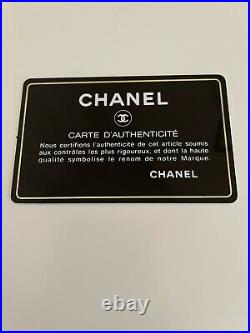 CHANEL
CARTE D'AUTHENTICITÉ
Nous certifions l'authenticité de cet article soumis
aux contrôles les plus rigoureux, et dont la haute
qualité symbolise le renom de notre Marque.
CHANEL